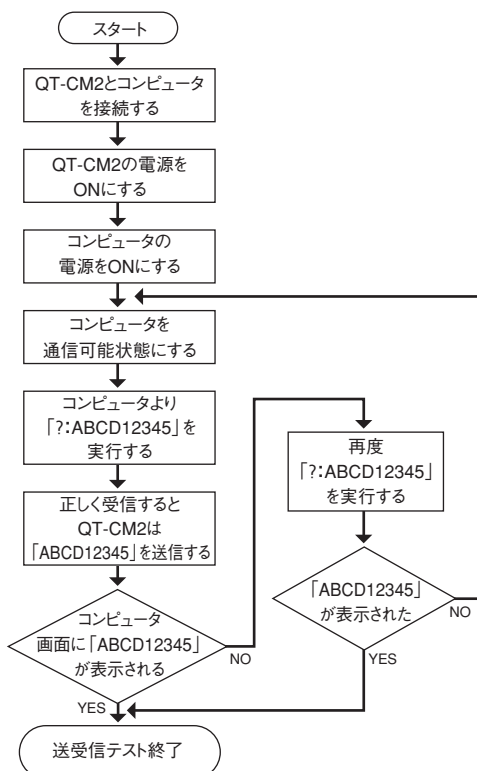 スタート
QT-CM2とコンピュータ
を接続する
QT-CM2の電源を
ONにする
コンピュータの
電源をONにする
コンピュータを
通信可能状態にする
コンピュータより
「?:ABCD12345」を
実行する
正しく受信すると
QT-CM2は
「ABCD12345」を送信する
コンピュータ
画面に「ABCD12345」
が表示される
NO
YES
再度
「?:ABCD12345」
を実行する
「ABCD12345」
が表示された
NO
YES
送受信テスト終了